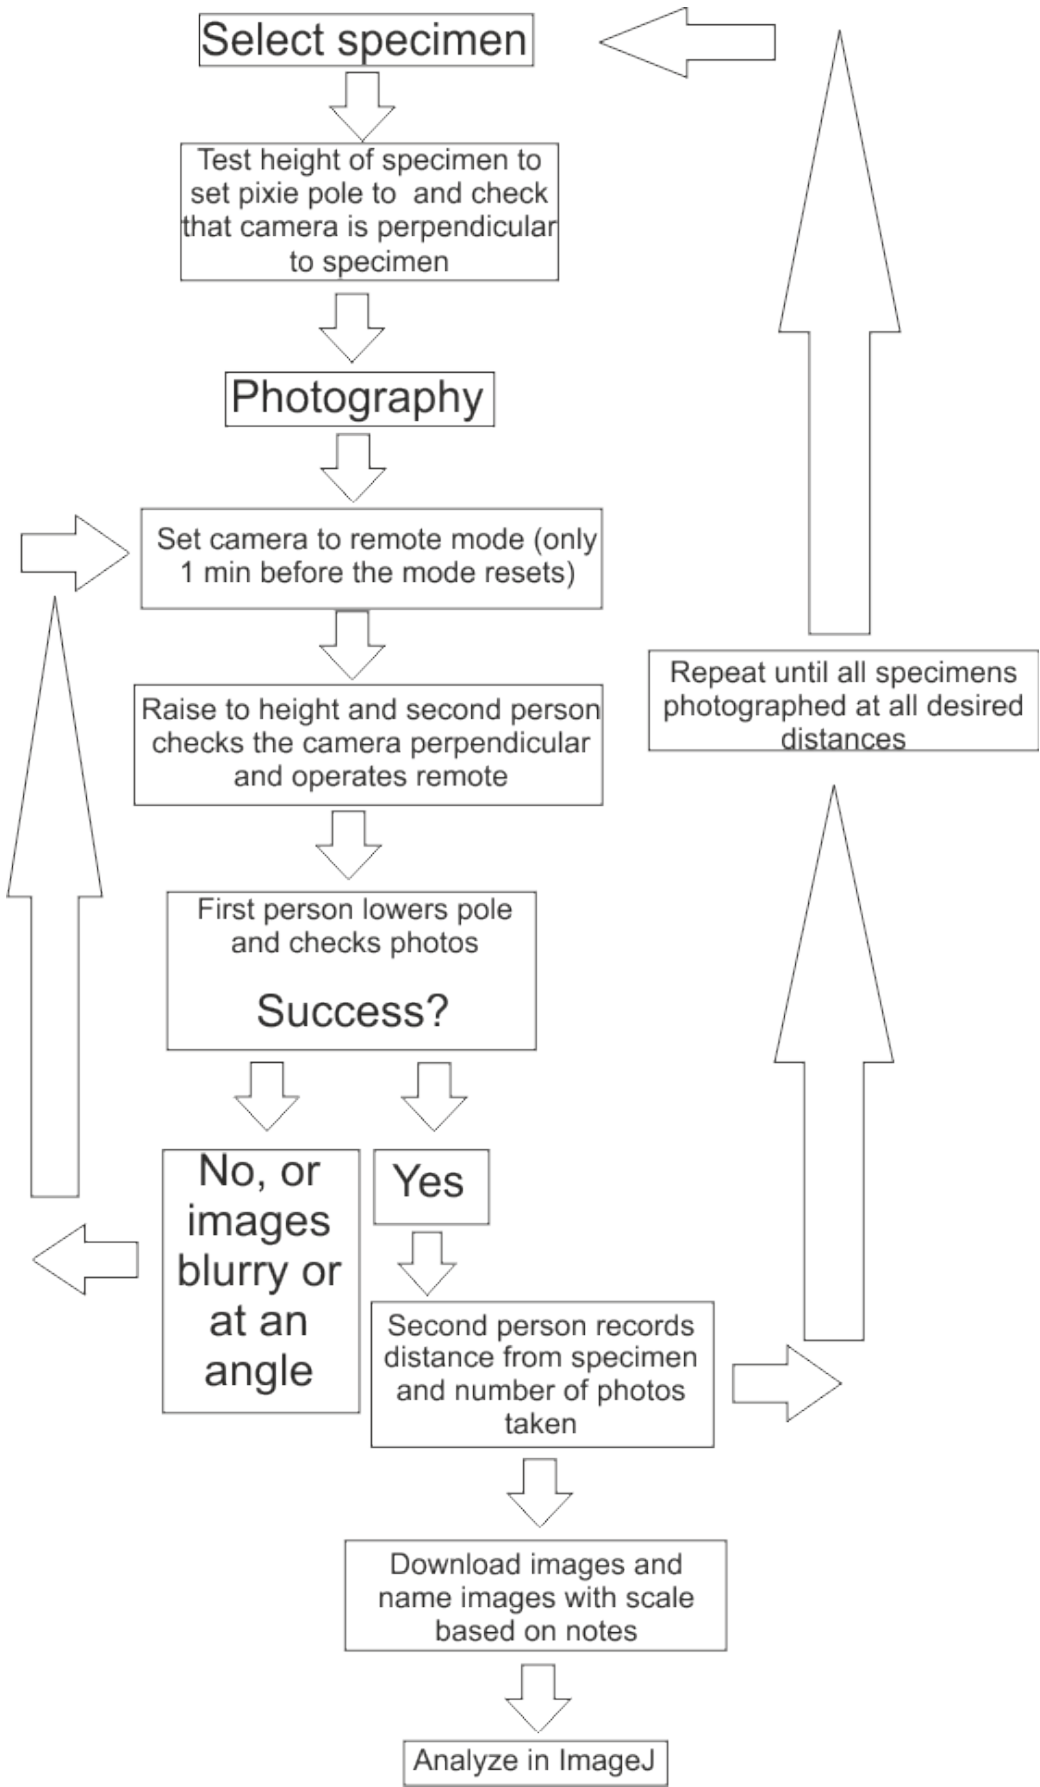 Select specimen
Test height of specimen to
set pixie pole to  and check
that camera is perpendicular
to specimen
Photography
Set camera to remote mode (only
1 min before the mode resets)
Raise to height and second person
checks the camera perpendicular
and operates remote
Repeat until all specimens
photographed at all desired
distances
First person lowers pole
and checks photos
Success?
No, or
images
blurry or
at an
angle
Yes
Second person records
distance from specimen
and number of photos
taken
Download images and
name images with scale
based on notes
Analyze in ImageJ